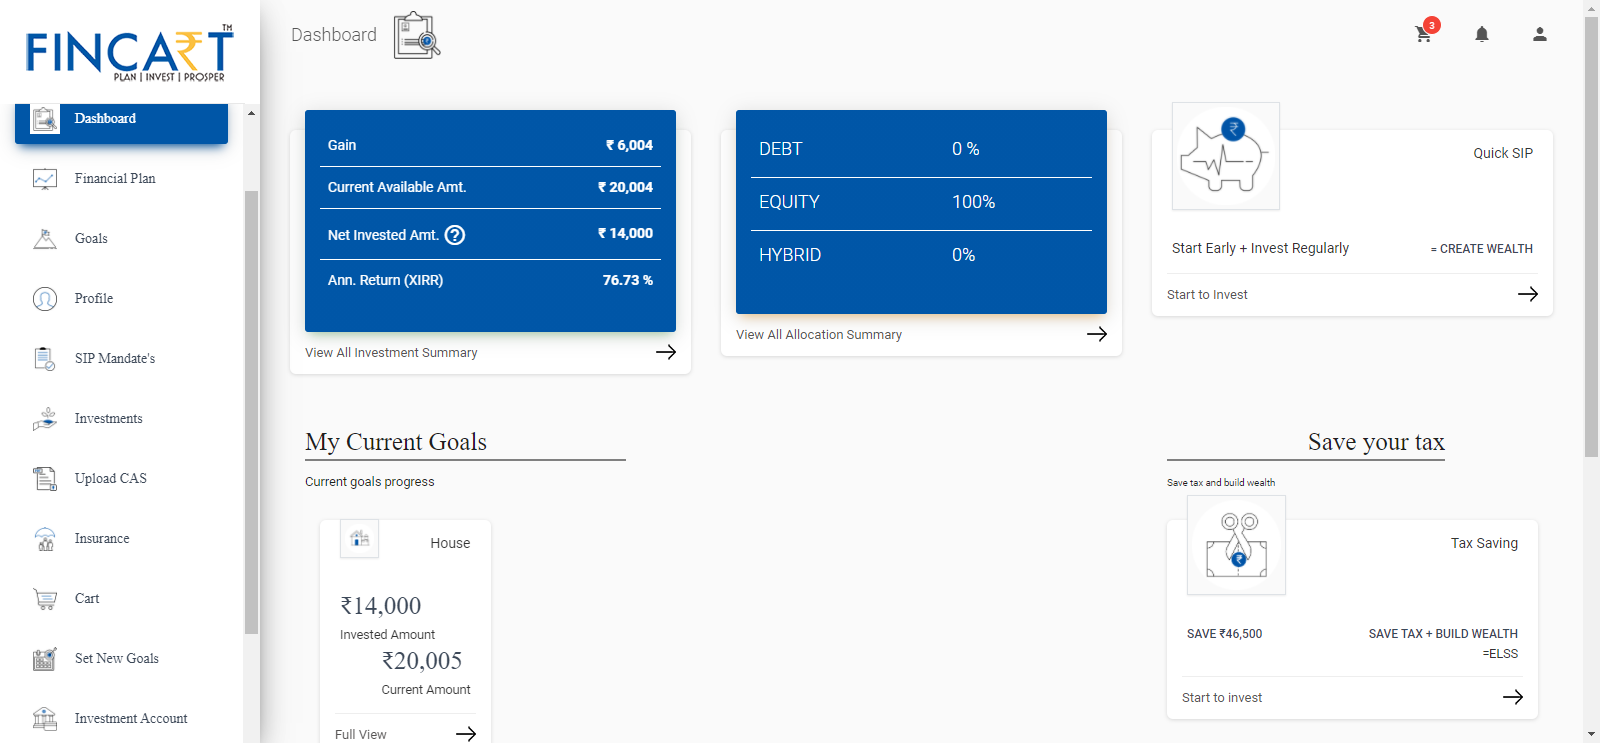 FINCART TM
PLAN | INVEST | PROSPER
Dashboard
Financial Plan
Goals
Profile
SIP Mandate's
Investments
Upload CAS
Insurance
Cart
Set New Goals
Investment Account
Dashboard
3
Gain ₹ 6,004
Current Available Amt. ₹ 20,004
Net Invested Amt. ? ₹ 14,000
Ann. Return (XIRR) 76.73 %
View All Investment Summary
DEBT 0 %
EQUITY 100%
HYBRID 0%
View All Allocation Summary
₹
Quick SIP
Start Early + Invest Regularly = CREATE WEALTH
Start to Invest
My Current Goals
Current goals progress
House
₹14,000
Invested Amount
₹20,005
Current Amount
Full View
Save your tax
Save tax and build wealth
₹
Tax Saving
SAVE ₹46,500 SAVE TAX + BUILD WEALTH
=ELSS
Start to invest